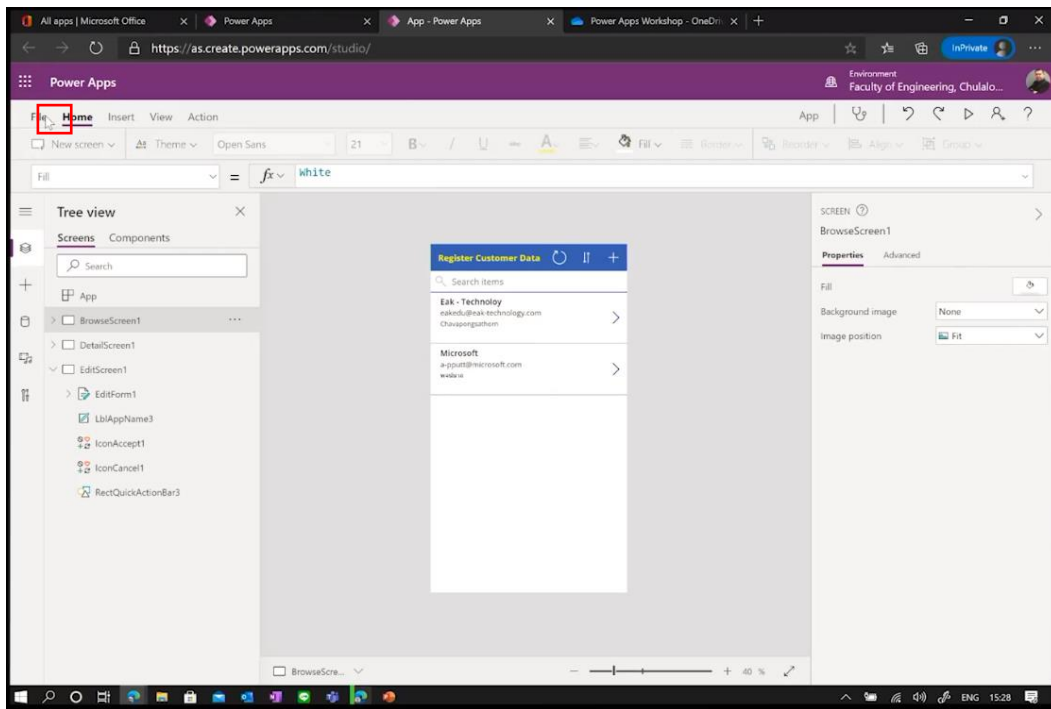 All apps | Microsoft Office
Power Apps
App - Power Apps
Power Apps Workshop - OneDri
https://as.create.powerapps.com/studio/
InPrivate
Power Apps
Environment
Faculty of Engineering, Chulalo...
File Home Insert View Action
App
New screen
Theme
Open Sans
21
B
I
U
abc
A
Fill
Border
Reorder
Align
Group
Fill
= fx White
Tree view
Screens Components
Search
App
BrowseScreen1
DetailScreen1
EditScreen1
EditForm1
LblAppName3
IconAccept1
IconCancel1
RectQuickActionBar3
Register Customer Data
Search items
Eak - Technoloy
eakedu@eak-technology.com
Chavapongsathorn
Microsoft
a-pputt@microsoft.com
SCREEN
BrowseScreen1
Properties Advanced
Fill
Background image None
Image position Fit
BrowseScre...
40 %
ENG 15:28